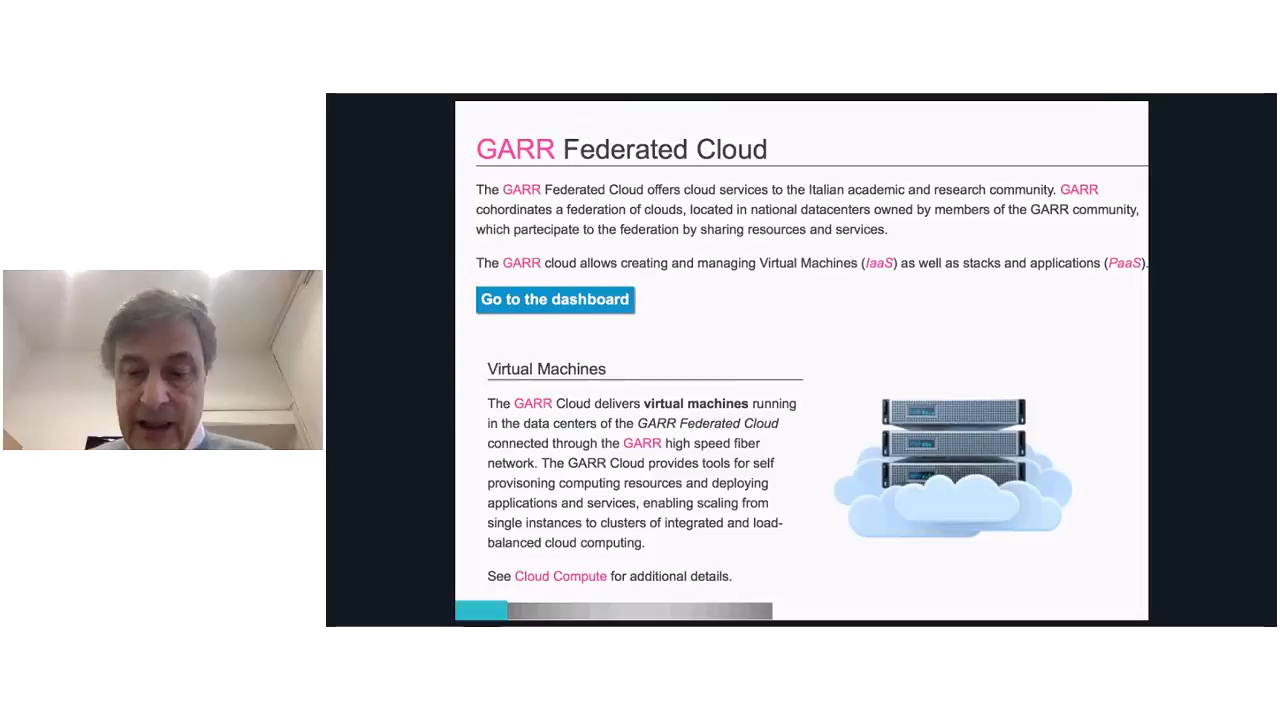 GARR Federated Cloud
The GARR Federated Cloud offers cloud services to the Italian academic and research community. GARR
cohordinates a federation of clouds, located in national datacenters owned by members of the GARR community,
which partecipate to the federation by sharing resources and services.
The GARR cloud allows creating and managing Virtual Machines (IaaS) as well as stacks and applications (PaaS).
Go to the dashboard
Virtual Machines
The GARR Cloud delivers virtual machines running
in the data centers of the GARR Federated Cloud
connected through the GARR high speed fiber
network. The GARR Cloud provides tools for self
provisoning computing resources and deploying
applications and services, enabling scaling from
single instances to clusters of integrated and load-
balanced cloud computing.
See Cloud Compute for additional details.